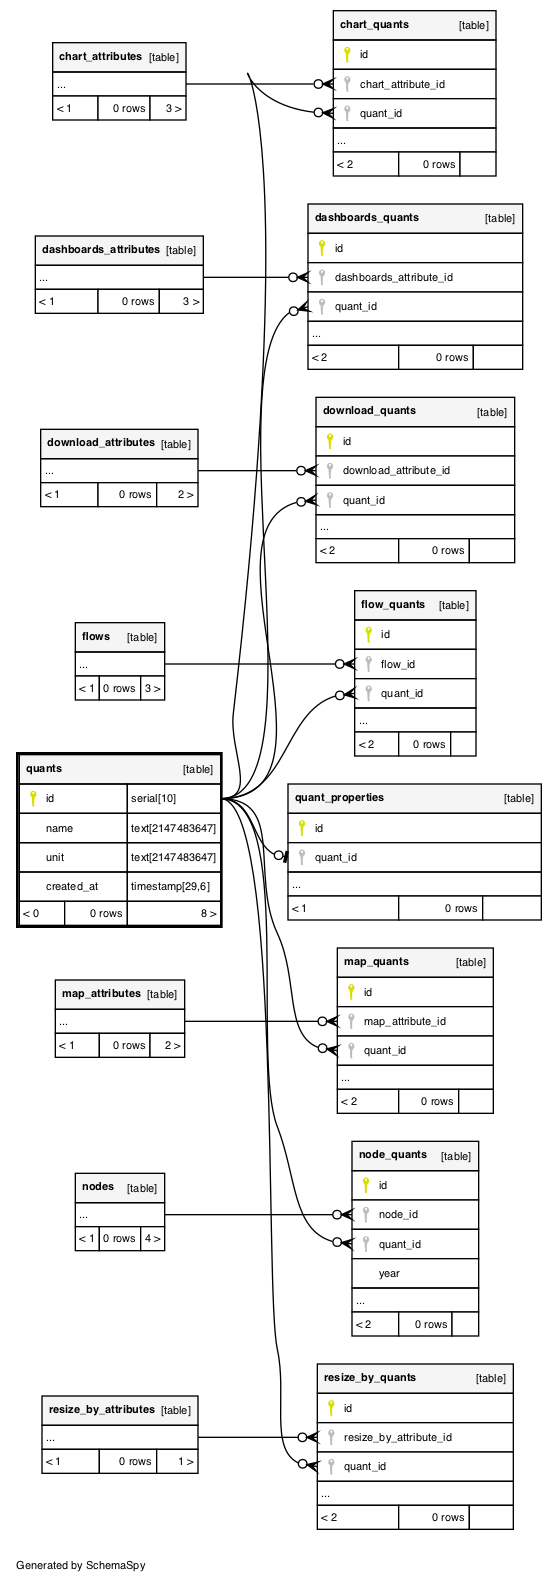 chart_quants [table]
id
chart_attribute_id
quant_id
...
< 2 0 rows
chart_attributes [table]
...
< 1 0 rows 3 >
dashboards_quants [table]
id
dashboards_attribute_id
quant_id
...
< 2 0 rows
dashboards_attributes [table]
...
< 1 0 rows 3 >
download_quants [table]
id
download_attribute_id
quant_id
...
< 2 0 rows
download_attributes [table]
...
< 1 0 rows 2 >
flow_quants [table]
id
flow_id
quant_id
...
< 2 0 rows
flows [table]
...
< 1 0 rows 3 >
quants [table]
id serial[10]
name text[2147483647]
unit text[2147483647]
created_at timestamp[29,6]
< 0 0 rows 8 >
quant_properties [table]
id
quant_id
...
< 1 0 rows
map_quants [table]
id
map_attribute_id
quant_id
...
< 2 0 rows
map_attributes [table]
...
< 1 0 rows 2 >
node_quants [table]
id
node_id
quant_id
year
...
< 2 0 rows
nodes [table]
...
< 1 0 rows 4 >
resize_by_quants [table]
id
resize_by_attribute_id
quant_id
...
< 2 0 rows
resize_by_attributes [table]
...
< 1 0 rows 1 >
Generated by SchemaSpy